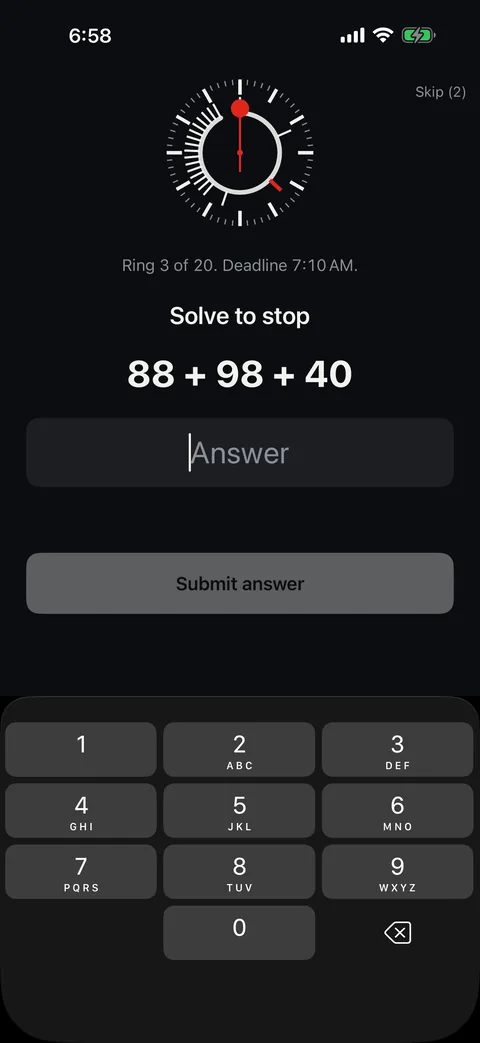 6:58
Skip (2)
Ring 3 of 20. Deadline 7:10 AM.
Solve to stop
88 + 98 + 40
Answer
Submit answer
1 2 3
ABC DEF
4 5 6
GHI JKL MNO
7 8 9
PQRS TUV WXYZ
0